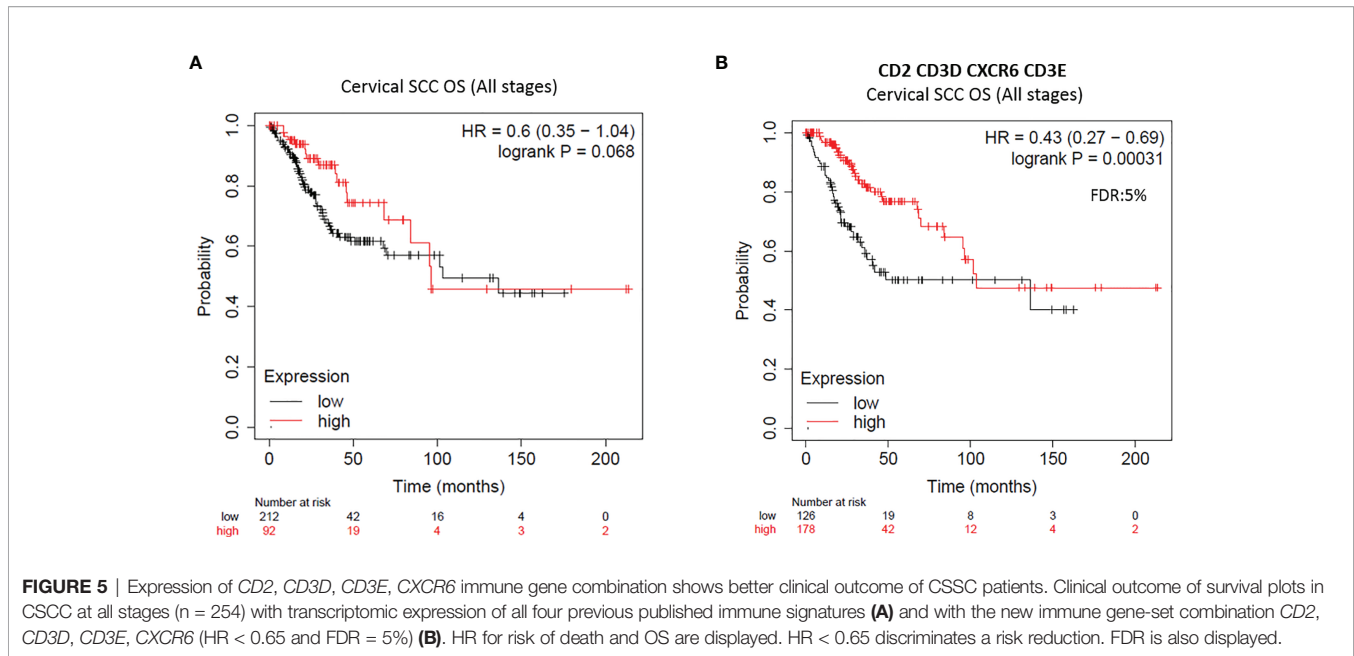 A
Cervical SCC OS (All stages)
HR = 0.6 (0.35 − 1.04)
logrank P = 0.068
Probability
1.0
0.8
0.6
0.4
0.2
0.0
Expression
low
high
0 50 100 150 200
Time (months)
Number at risk
low 212 42 16 4 0
high 92 19 4 3 2
B
CD2 CD3D CXCR6 CD3E
Cervical SCC OS (All stages)
HR = 0.43 (0.27 − 0.69)
logrank P = 0.00031
FDR:5%
Probability
1.0
0.8
0.6
0.4
0.2
0.0
Expression
low
high
0 50 100 150 200
Time (months)
Number at risk
low 126 19 8 3 0
high 178 42 12 4 2
FIGURE 5 | Expression of CD2, CD3D, CD3E, CXCR6 immune gene combination shows better clinical outcome of CSSC patients. Clinical outcome of survival plots in
CSCC at all stages (n = 254) with transcriptomic expression of all four previous published immune signatures (A) and with the new immune gene-set combination CD2,
CD3D, CD3E, CXCR6 (HR < 0.65 and FDR = 5%) (B). HR for risk of death and OS are displayed. HR < 0.65 discriminates a risk reduction. FDR is also displayed.